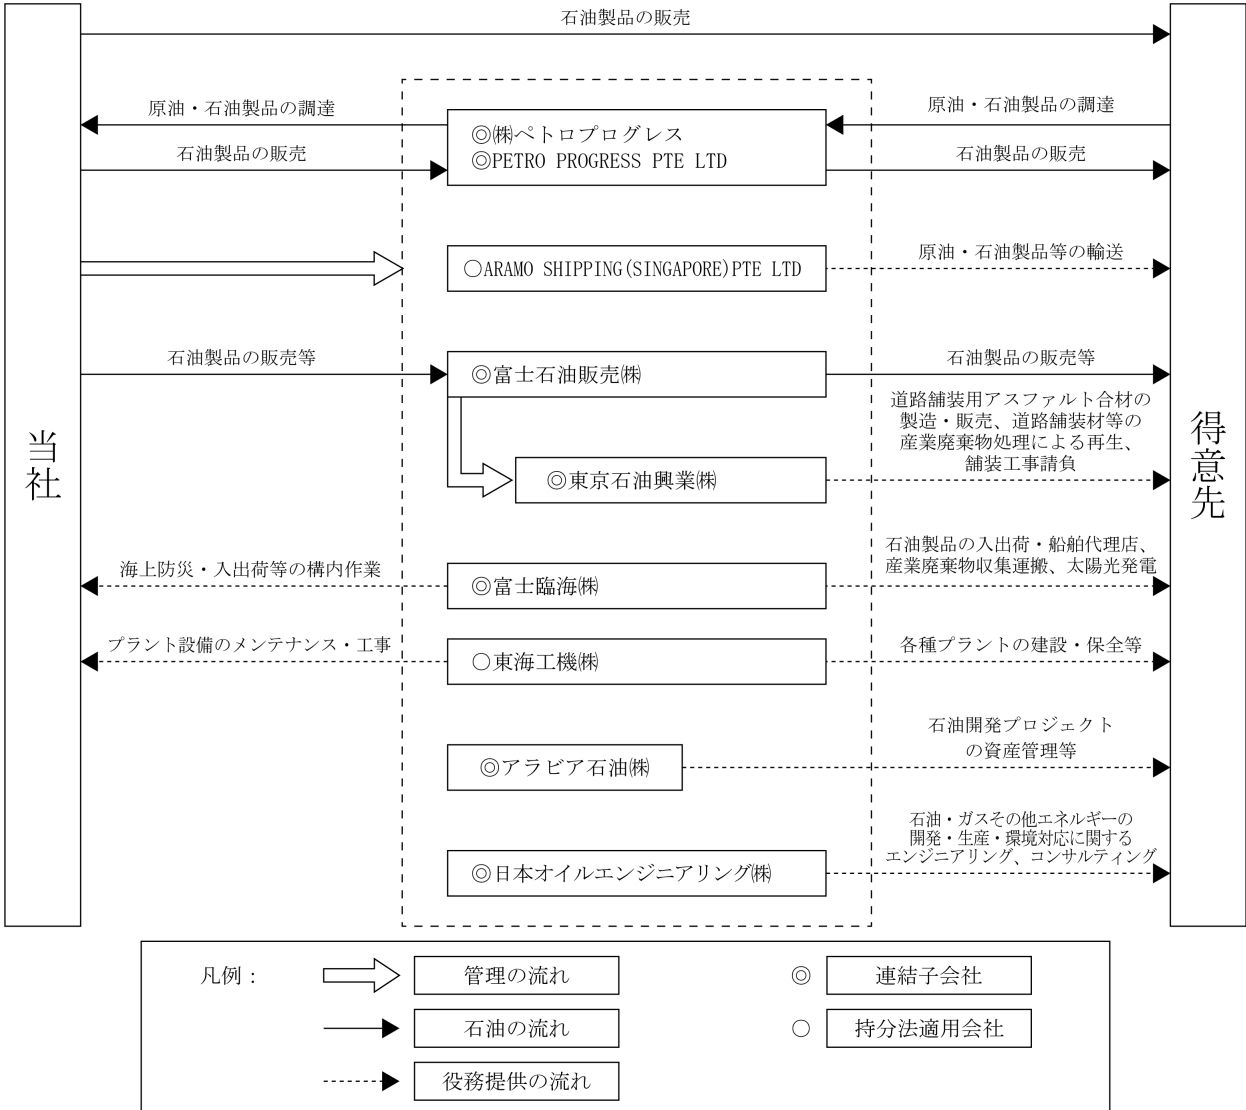 石油製品の販売
原油・石油製品の調達
原油・石油製品の調達
◎㈱ペトロプログレス
◎PETRO PROGRESS PTE LTD
石油製品の販売
石油製品の販売
○ARAMO SHIPPING(SINGAPORE)PTE LTD
原油・石油製品等の輸送
石油製品の販売等
◎富士石油販売㈱
石油製品の販売等
道路舗装用アスファルト合材の
製造・販売、道路舗装材等の
産業廃棄物処理による再生、
舗装工事請負
◎東京石油興業㈱
当社
得意先
海上防災・入出荷等の構内作業
◎富士臨海㈱
石油製品の入出荷・船舶代理店、
産業廃棄物収集運搬、太陽光発電
プラント設備のメンテナンス・工事
○東海工機㈱
各種プラントの建設・保全等
◎アラビア石油㈱
石油開発プロジェクト
の資産管理等
◎日本オイルエンジニアリング㈱
石油・ガスその他エネルギーの
開発・生産・環境対応に関する
エンジニアリング、コンサルティング
凡例：
管理の流れ
◎ 連結子会社
石油の流れ
○ 持分法適用会社
役務提供の流れ